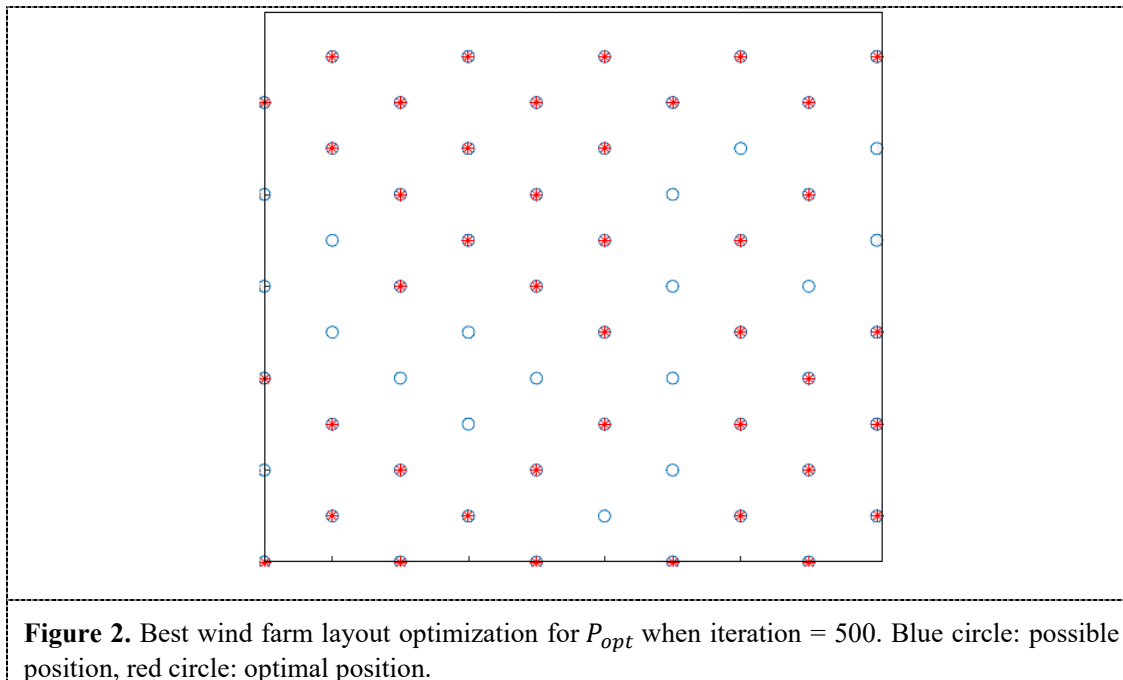 Figure 2. Best wind farm layout optimization for P_opt when iteration = 500. Blue circle: possible
position, red circle: optimal position.